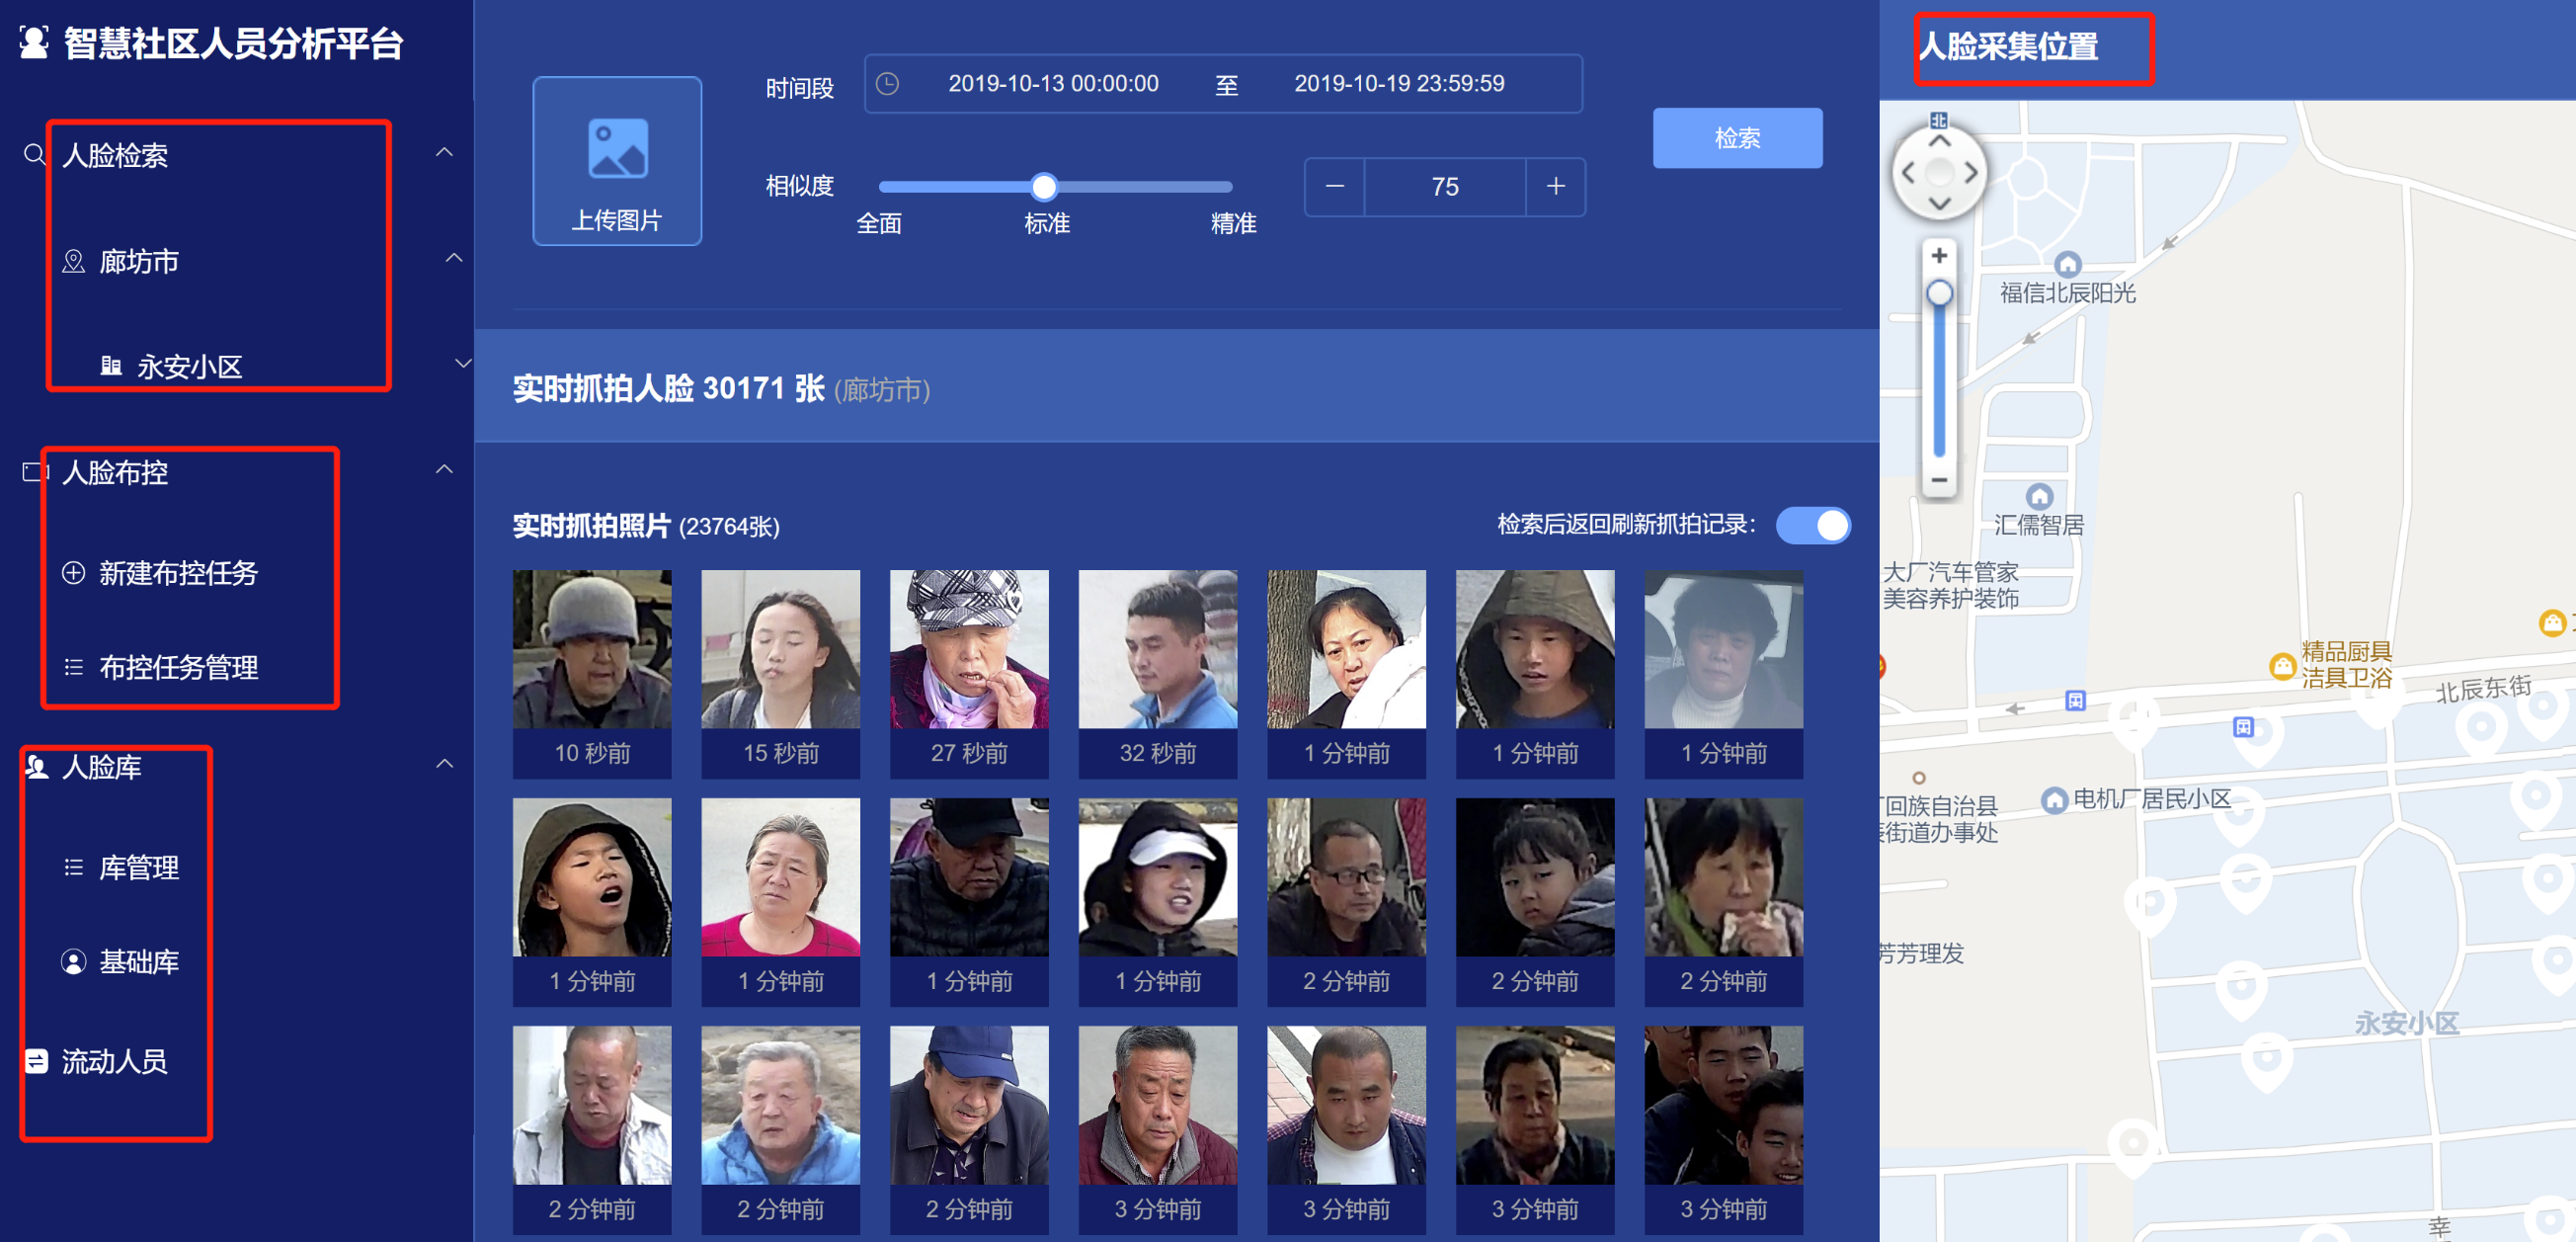 智慧社区人员分析平台
人脸检索
廊坊市
永安小区
人脸布控
新建布控任务
布控任务管理
人脸库
库管理
基础库
流动人员
上传图片
时间段
2019-10-13 00:00:00 至 2019-10-19 23:59:59
相似度
全面 标准 精准
75
检索
实时抓拍人脸 30171 张 (廊坊市)
实时抓拍照片 (23764张)
检索后返回刷新抓拍记录：
10 秒前 15 秒前 27 秒前 32 秒前 1 分钟前 1 分钟前 1 分钟前
1 分钟前 1 分钟前 1 分钟前 1 分钟前 2 分钟前 2 分钟前 2 分钟前
2 分钟前 2 分钟前 2 分钟前 3 分钟前 3 分钟前 3 分钟前 3 分钟前
人脸采集位置
北
福信北辰阳光
汇儒智居
大厂汽车管家
美容养护装饰
精品厨具
洁具卫浴
北辰东街
电机厂居民小区
回族自治县
街道办事处
芳芳理发
永安小区
幸